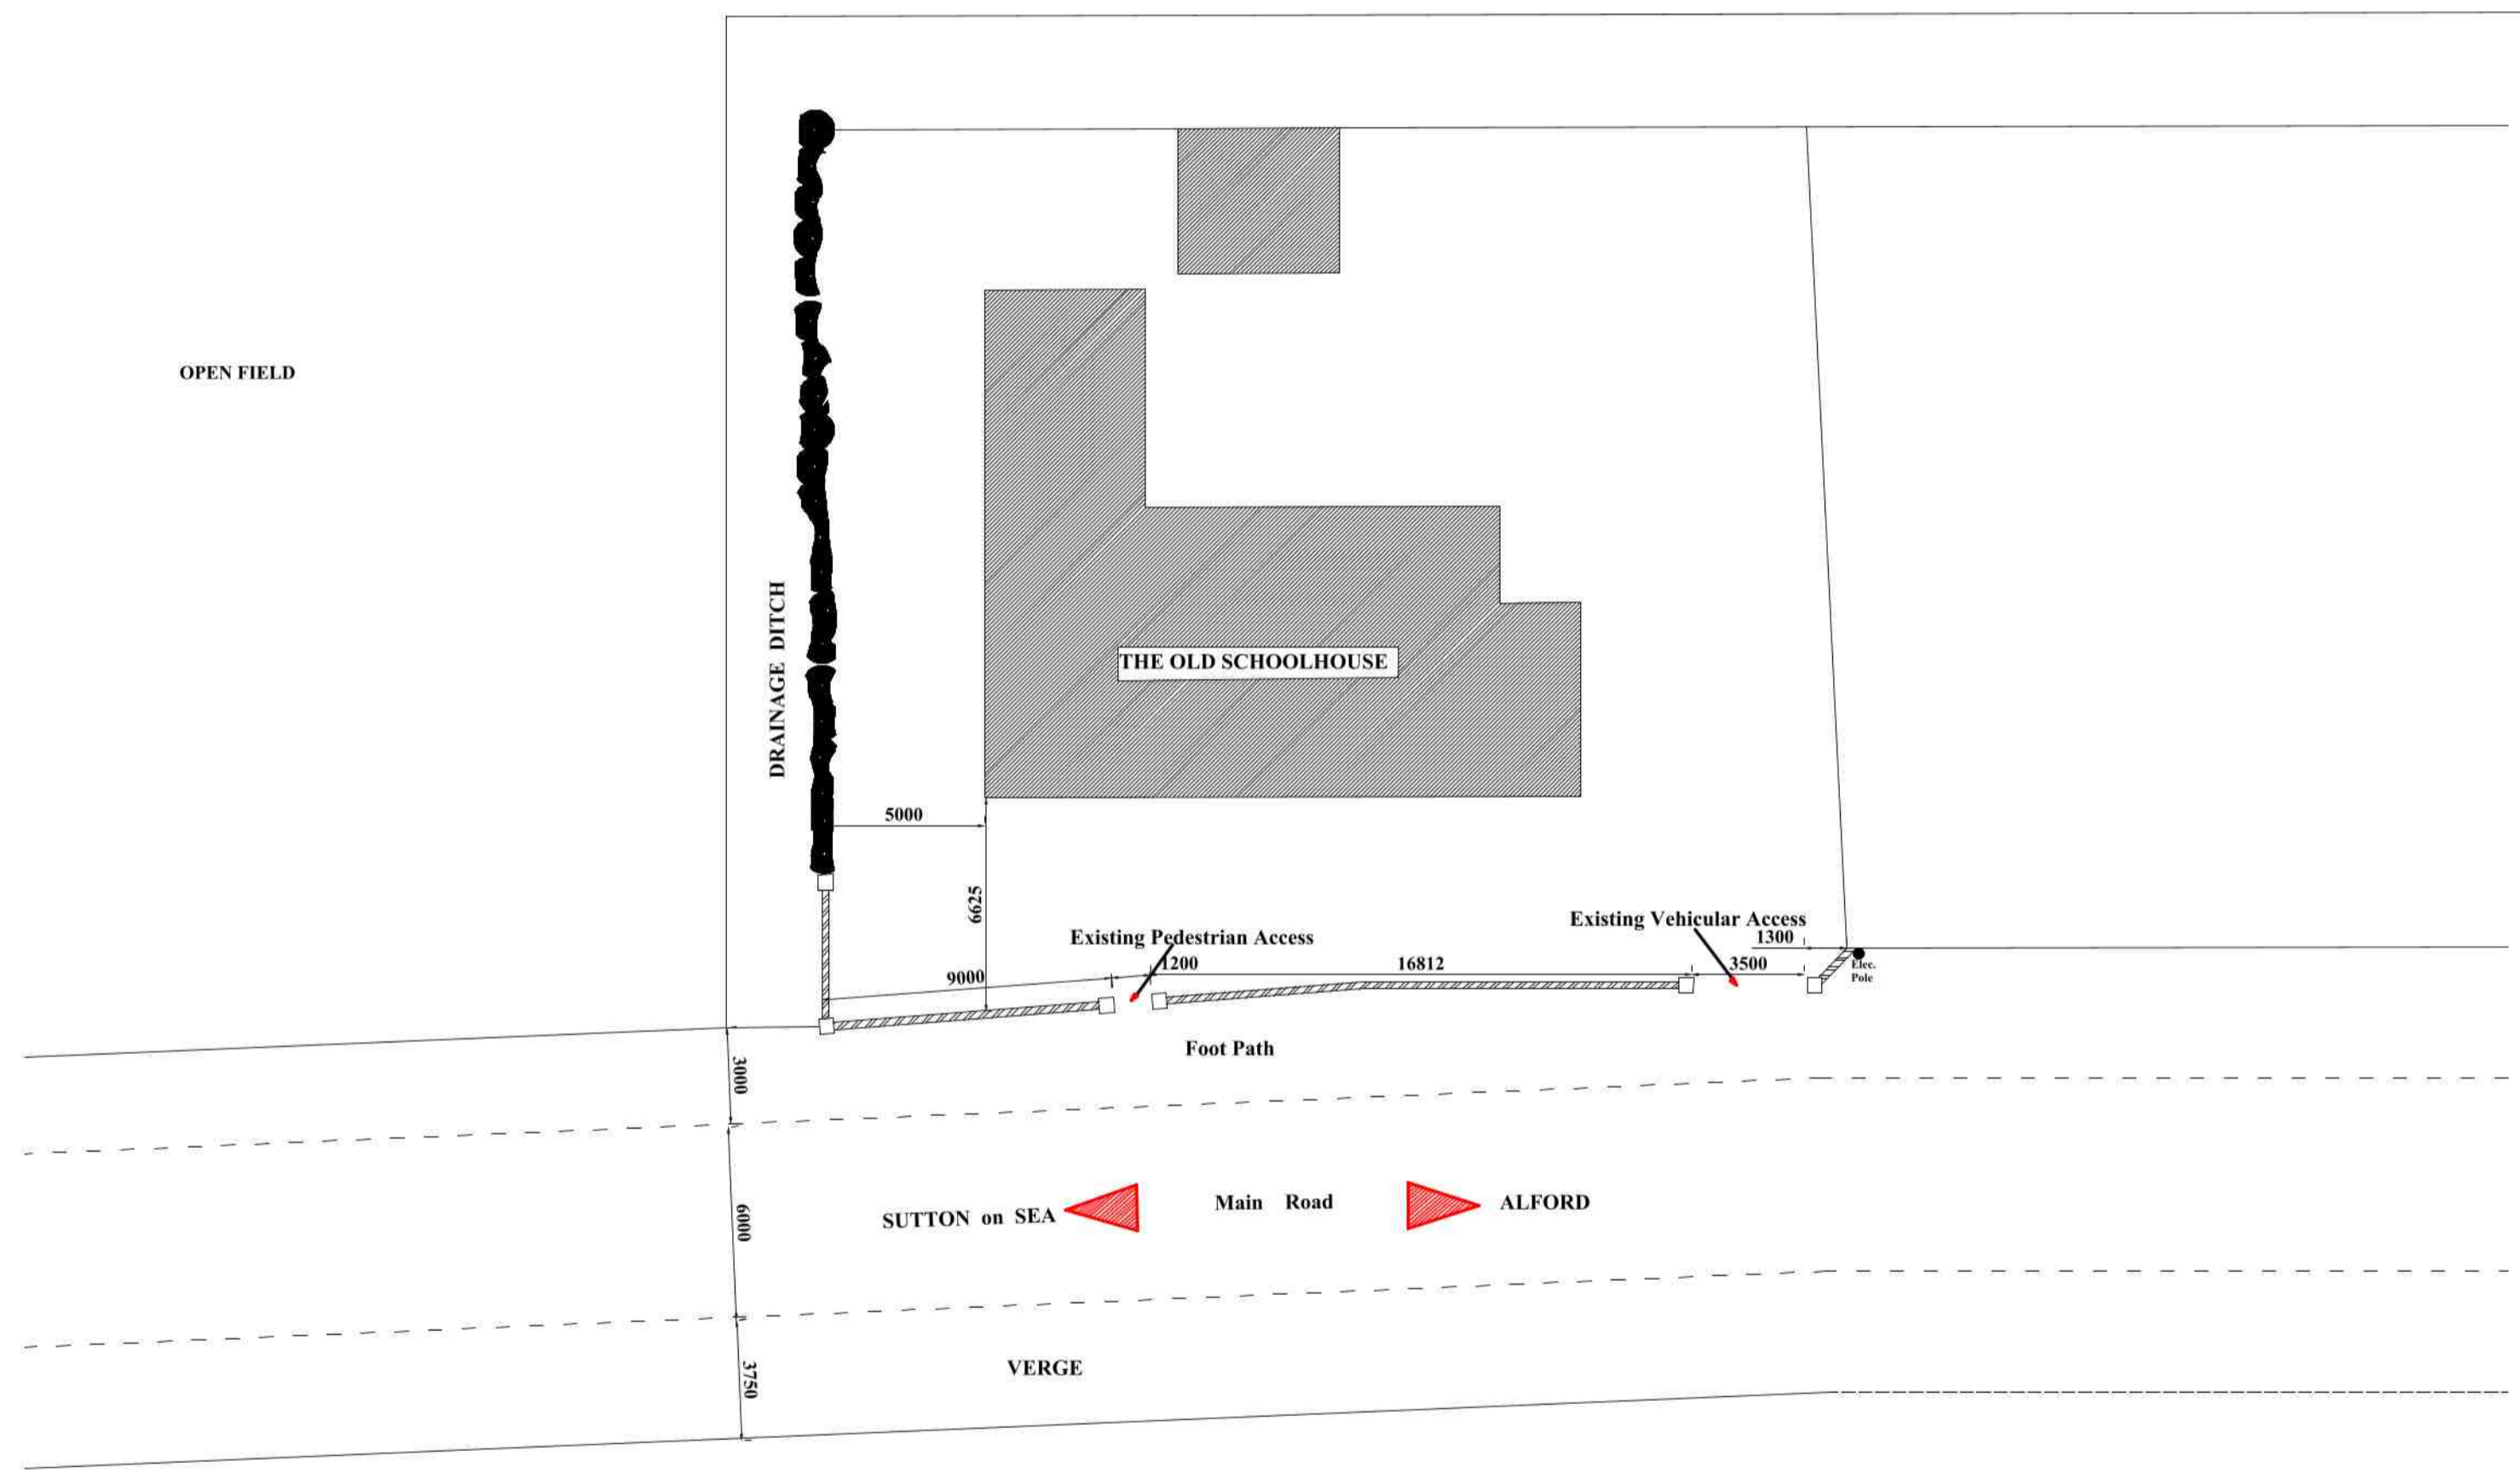 OPEN FIELD
DRAINAGE DITCH
THE OLD SCHOOLHOUSE
5000
6625
Existing Pedestrian Access
Existing Vehicular Access
1300
9000
1200
16812
3500
Elec.
Pole
Foot Path
3000
6000
SUTTON on SEA
Main Road
ALFORD
VERGE
3750